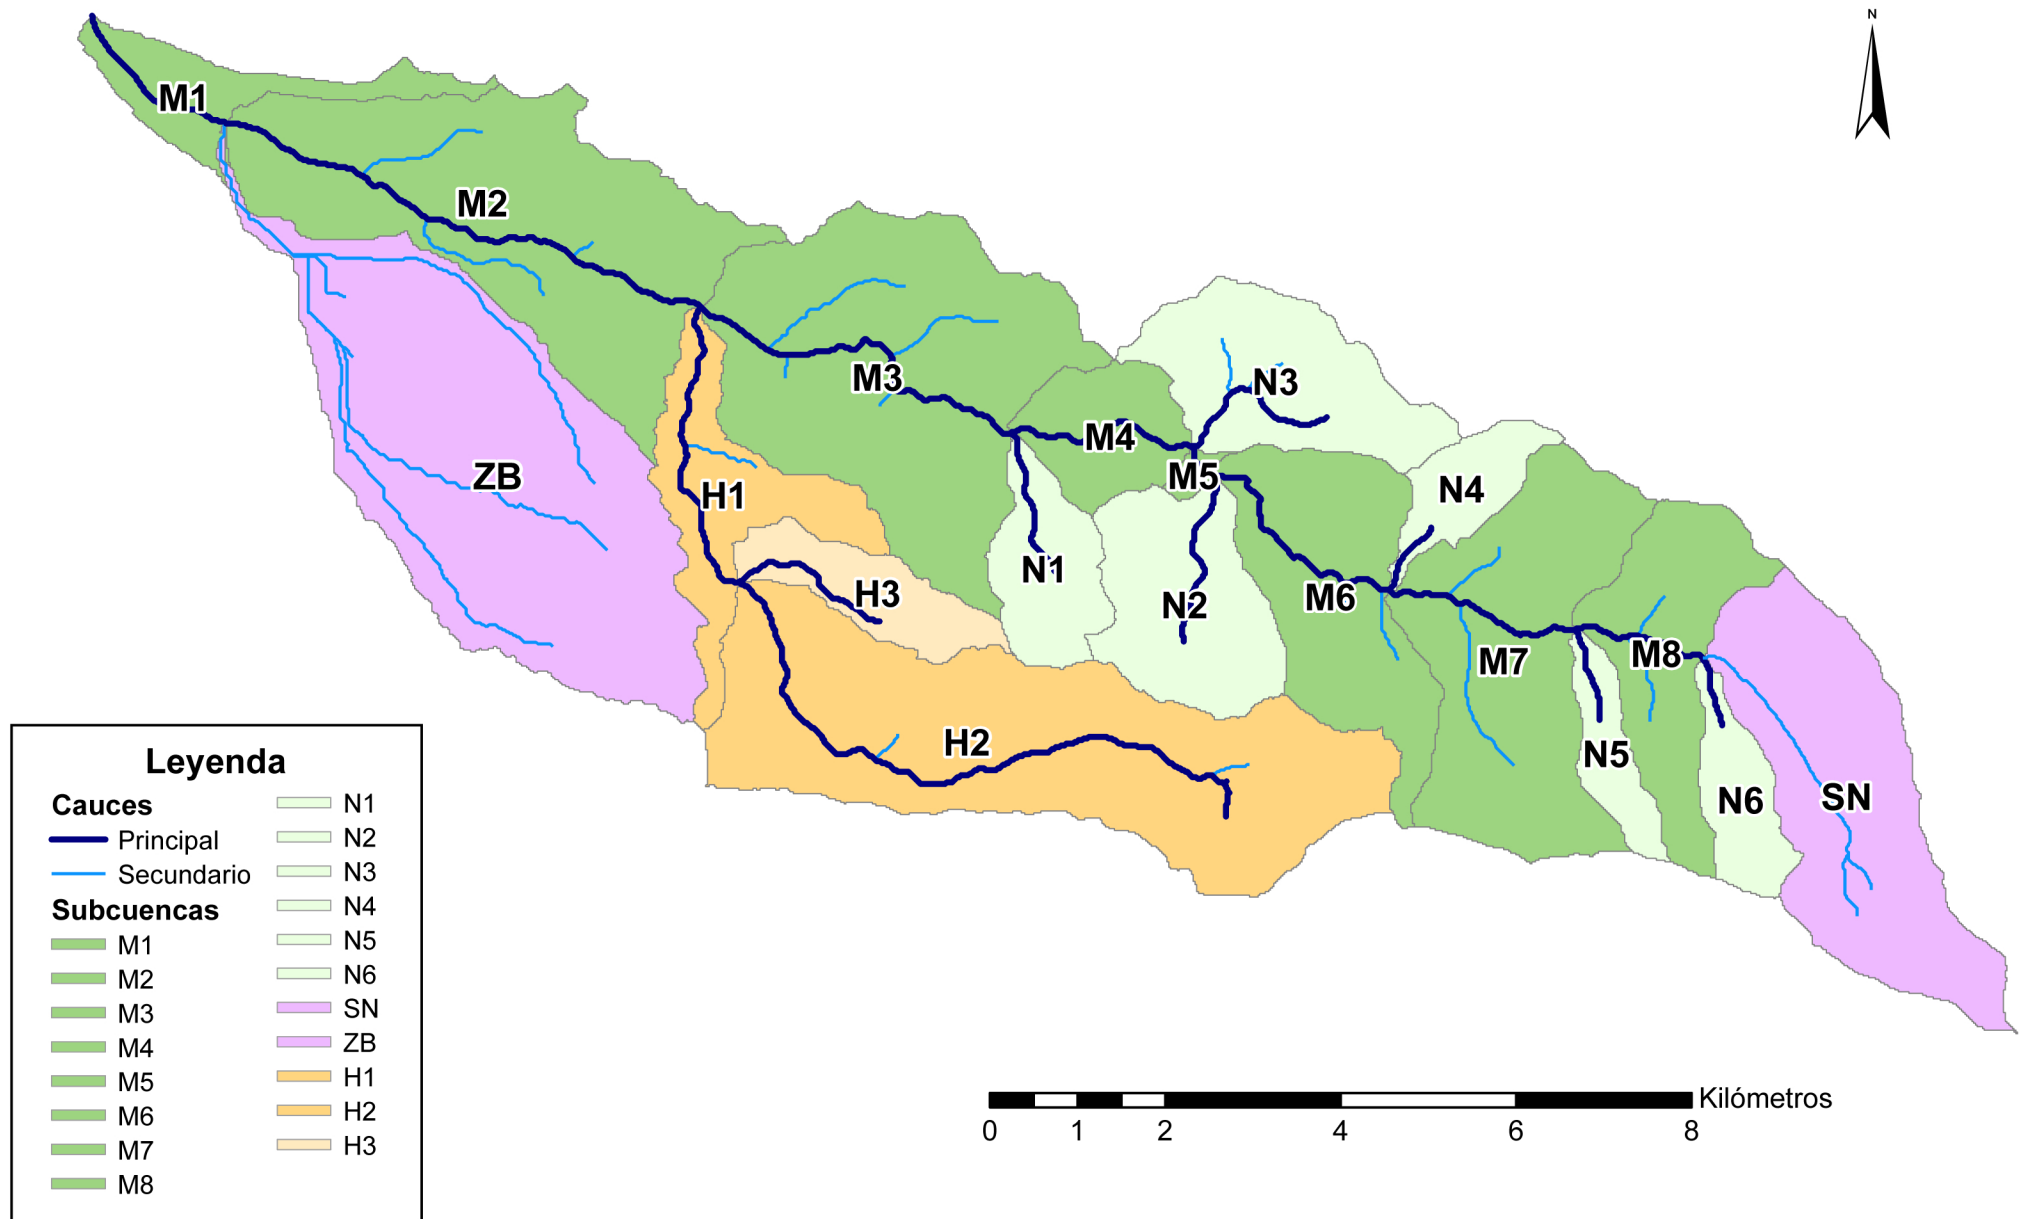 N
M1
M2
M3
N3
M4
M5
N4
ZB
H1
N1
H3
N2
M6
M7
M8
H2
N5
N6
SN
Leyenda
Cauces
Principal
Secundario
Subcuencas
M1
M2
M3
M4
M5
M6
M7
M8
N1
N2
N3
N4
N5
N6
SN
ZB
H1
H2
H3
Kilómetros
0 1 2 4 6 8